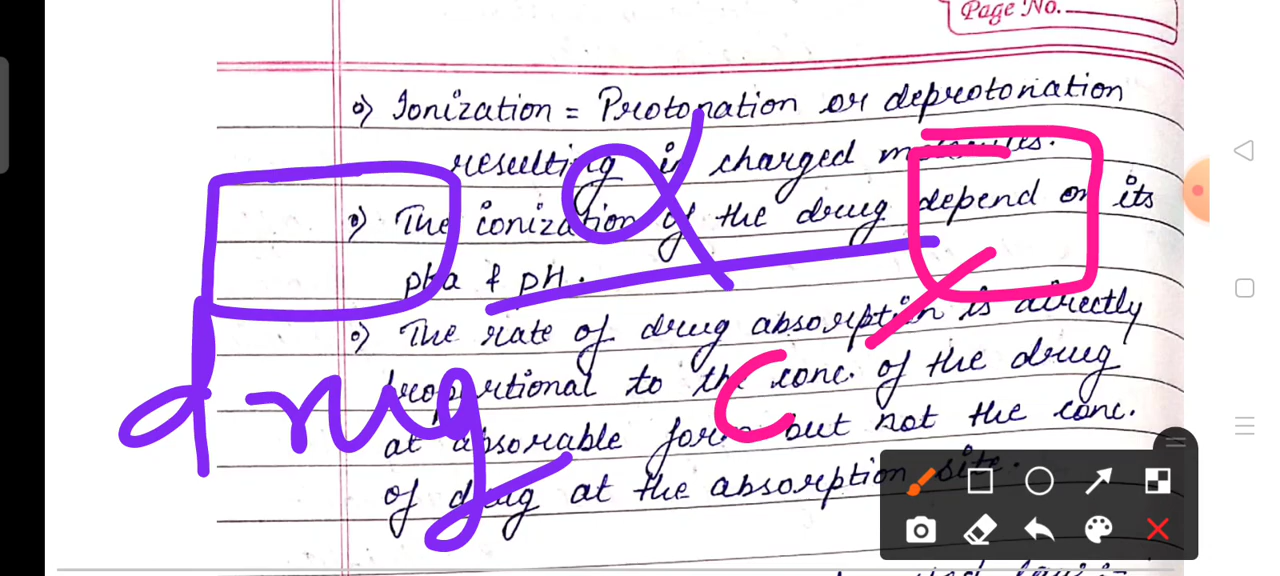 Page No.
Ionization = Protonation or deprotonation
resulting in charged molecules.
The ionization of the drug depend on its
pka & pH.
The rate of drug absorption is directly
proportional to the conc. of the drug
at absorable form but not the conc.
of drug at the absorption site.
α
drug
C